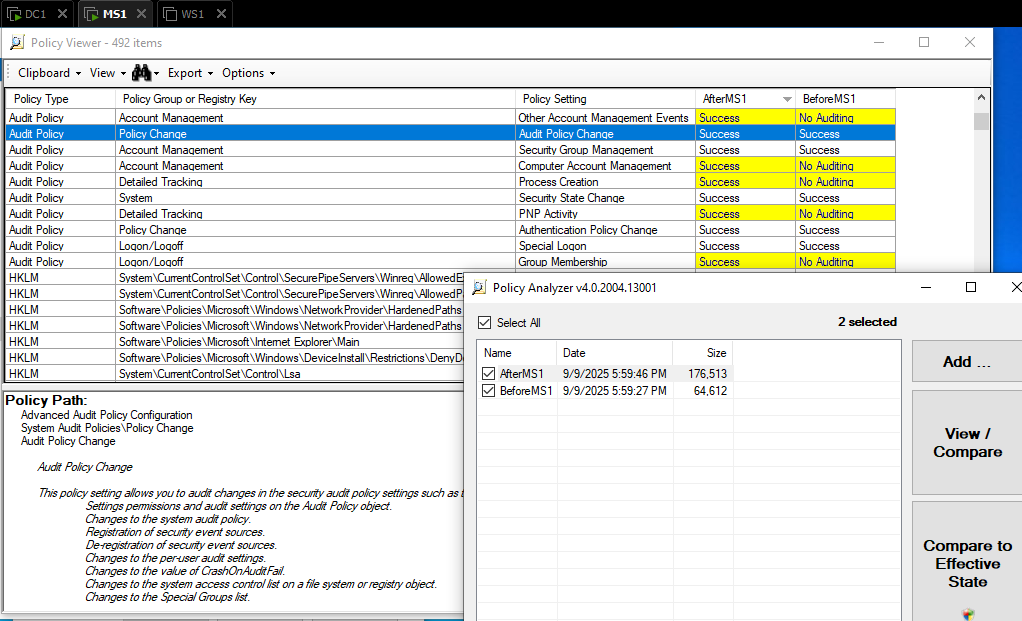 DC1 MS1 WS1
Policy Viewer - 492 items
Clipboard View Export Options
Policy Type Policy Group or Registry Key Policy Setting AfterMS1 BeforeMS1
Audit Policy Account Management Other Account Management Events Success No Auditing
Audit Policy Policy Change Audit Policy Change Success Success
Audit Policy Account Management Security Group Management Success Success
Audit Policy Account Management Computer Account Management Success No Auditing
Audit Policy Detailed Tracking Process Creation Success No Auditing
Audit Policy System Security State Change Success Success
Audit Policy Detailed Tracking PNP Activity Success No Auditing
Audit Policy Policy Change Authentication Policy Change Success Success
Audit Policy Logon/Logoff Special Logon Success Success
Audit Policy Logon/Logoff Group Membership Success No Auditing
HKLM System\CurrentControlSet\Control\SecurePipeServers\Winreg\AllowedE
HKLM System\CurrentControlSet\Control\SecurePipeServers\Winreg\AllowedP
HKLM Software\Policies\Microsoft\Windows\NetworkProvider\HardenedPaths
HKLM Software\Policies\Microsoft\Windows\NetworkProvider\HardenedPaths
HKLM Software\Policies\Microsoft\Internet Explorer\Main
HKLM Software\Policies\Microsoft\Windows\DeviceInstall\Restrictions\DenyD
HKLM System\CurrentControlSet\Control\Lsa
Policy Path:
Advanced Audit Policy Configuration
System Audit Policies\Policy Change
Audit Policy Change
Audit Policy Change
This policy setting allows you to audit changes in the security audit policy settings such as t
Settings permissions and audit settings on the Audit Policy object.
Changes to the system audit policy.
Registration of security event sources.
De-registration of security event sources.
Changes to the per-user audit settings.
Changes to the value of CrashOnAuditFail.
Changes to the system access control list on a file system or registry object.
Changes to the Special Groups list.
Policy Analyzer v4.0.2004.13001
Select All 2 selected
Name Date Size
AfterMS1 9/9/2025 5:59:46 PM 176,513
BeforeMS1 9/9/2025 5:59:27 PM 64,612
Add ...
View /
Compare
Compare to
Effective
State